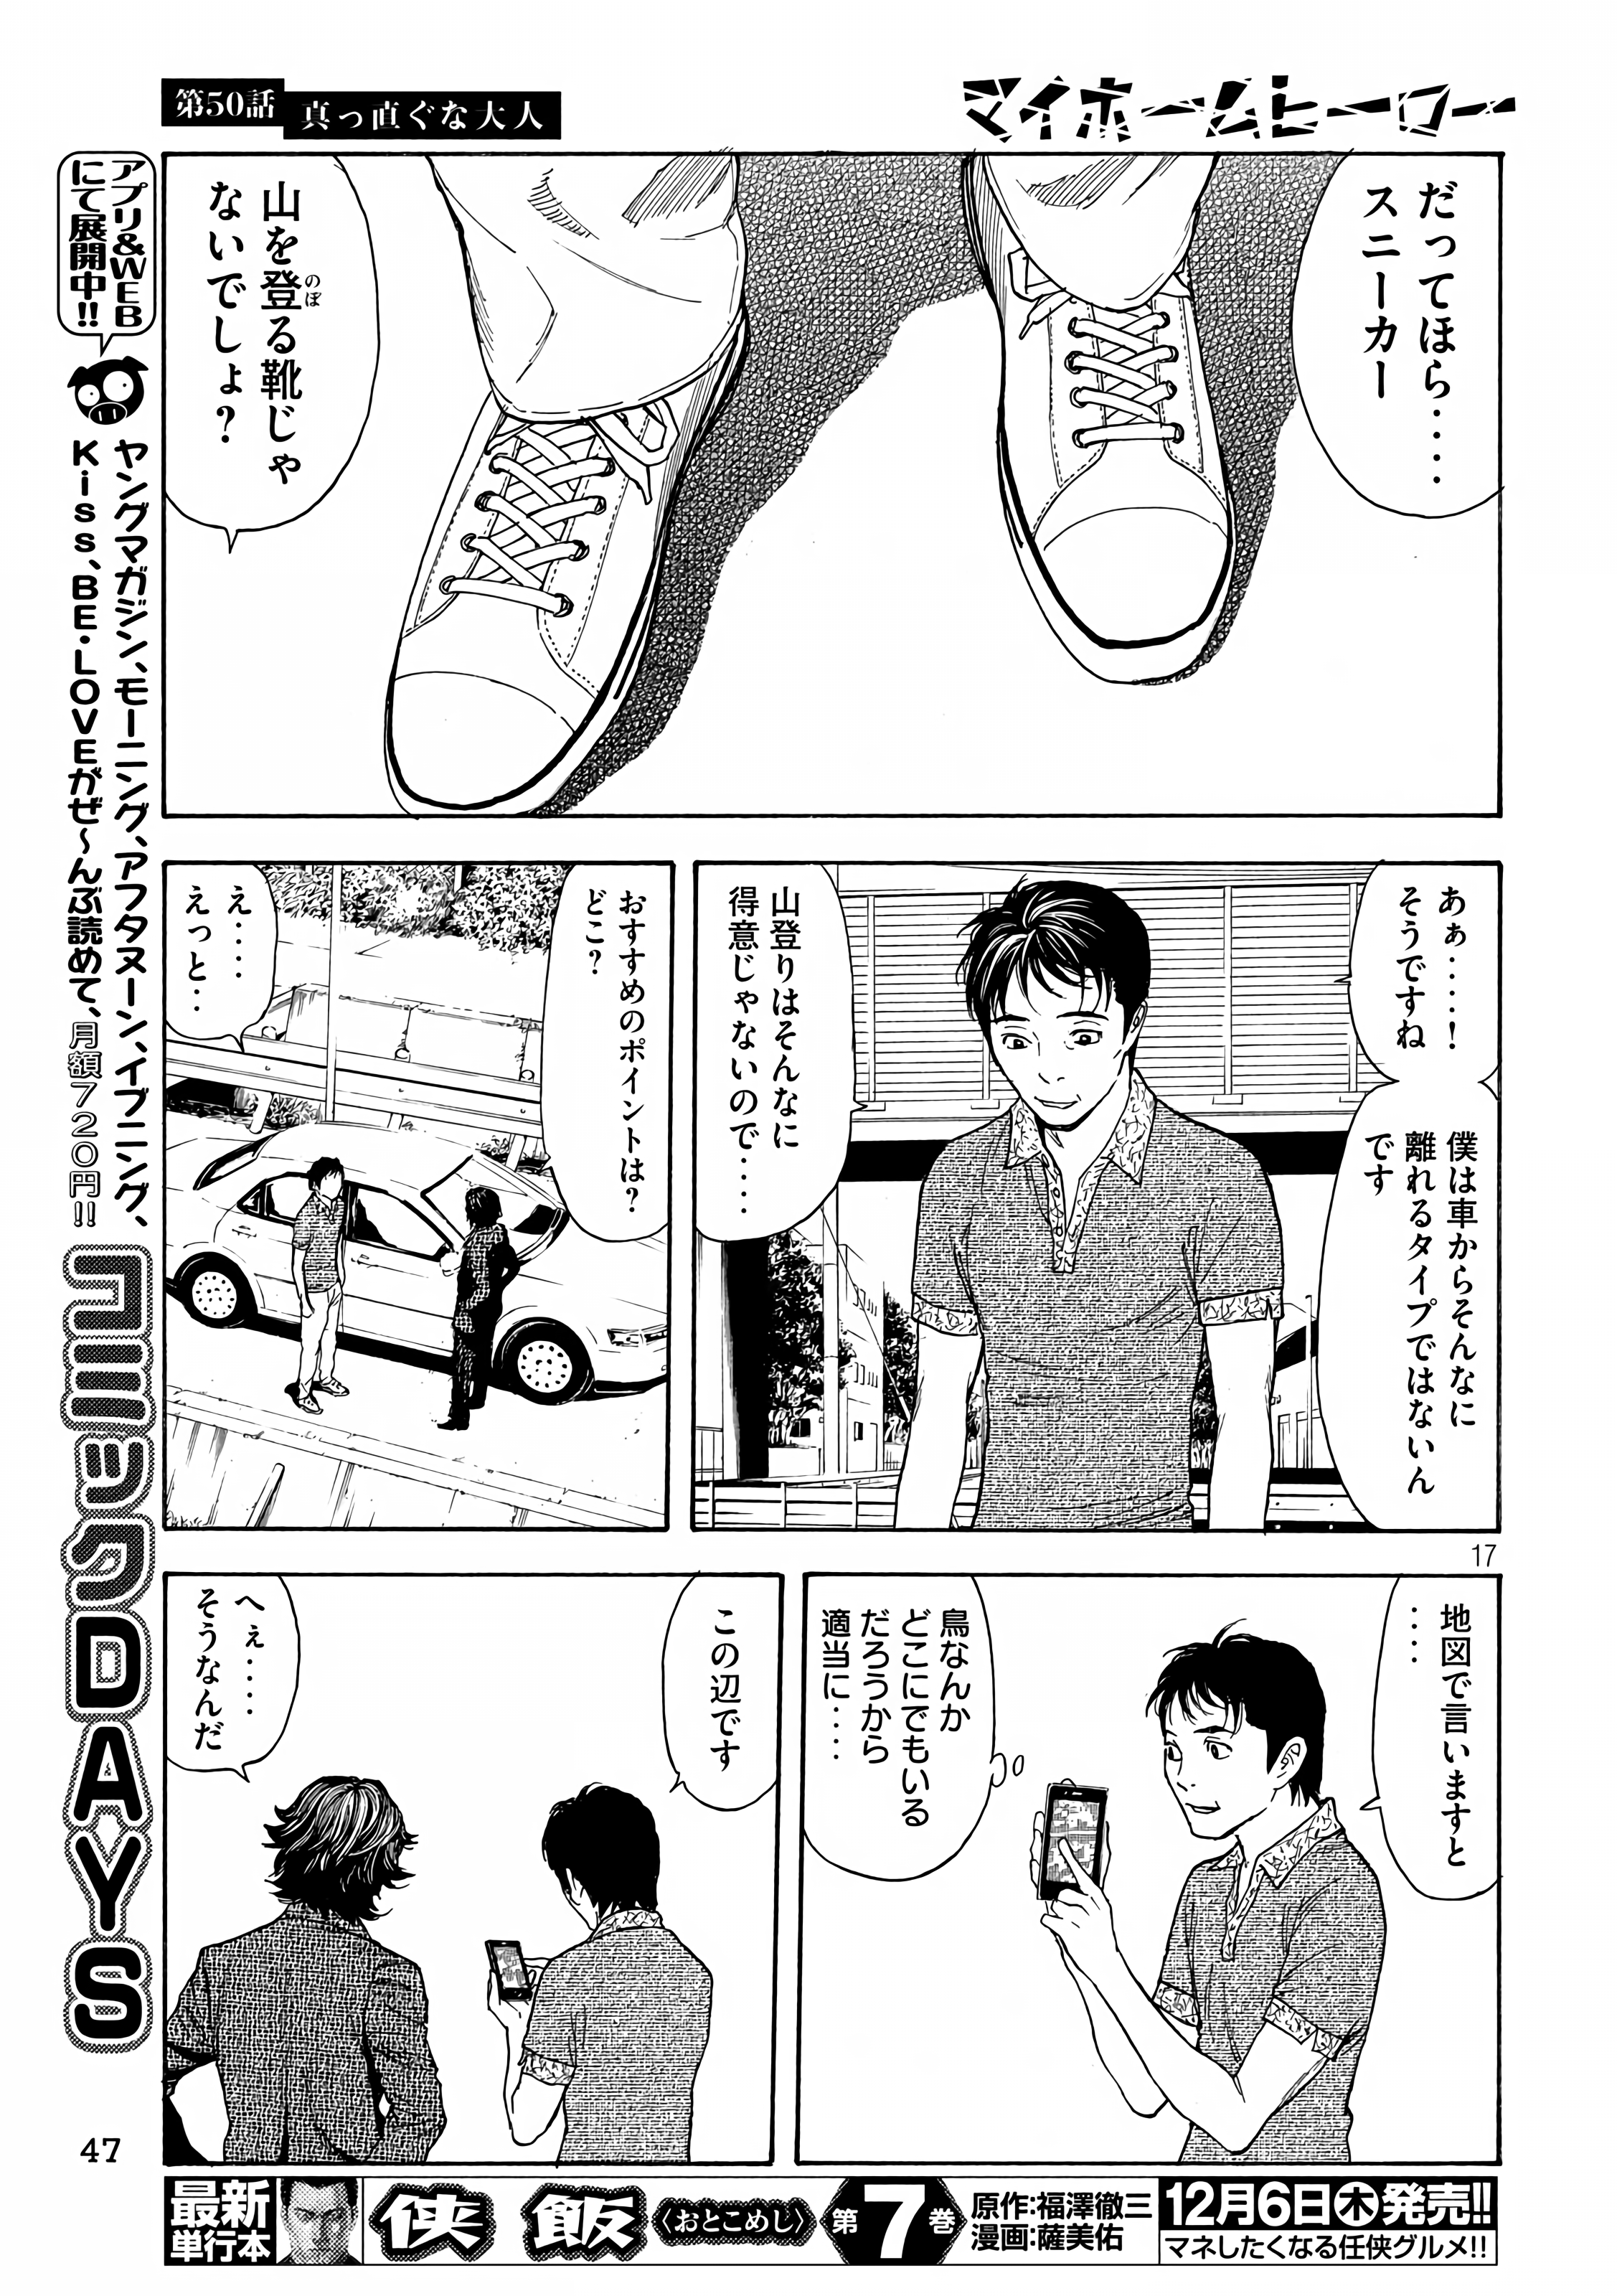 第50話
真っ直ぐな大人
マイホームヒーロー
だってほら‥‥
スニーカー
山を登る靴じゃ
のぼ
ないでしょ?
あぁ‥‥!
そうですね
僕は車からそんなに
離れるタイプではないん
です
山登りはそんなに
得意じゃないので‥‥
おすすめのポイントは?
どこ?
え‥‥
えっと‥‥
17
地図で言いますと
‥‥
鳥なんか
どこにでもいる
だろうから
適当に‥‥
この辺です
へぇ‥‥
そうなんだ
アプリ&WEB
にて展開中!!
ヤングマガジン、モーニング、アフタヌーン、イブニング、
Kiss、BE・LOVEがぜ〜んぶ読めて、月額720円!!
コミックDAYS
47
最新
単行本
侠飯
〈おとこめし〉
第7巻
原作:福澤徹三
漫画:薩美佑
12月6日㊍発売!!
マネしたくなる任侠グルメ!!